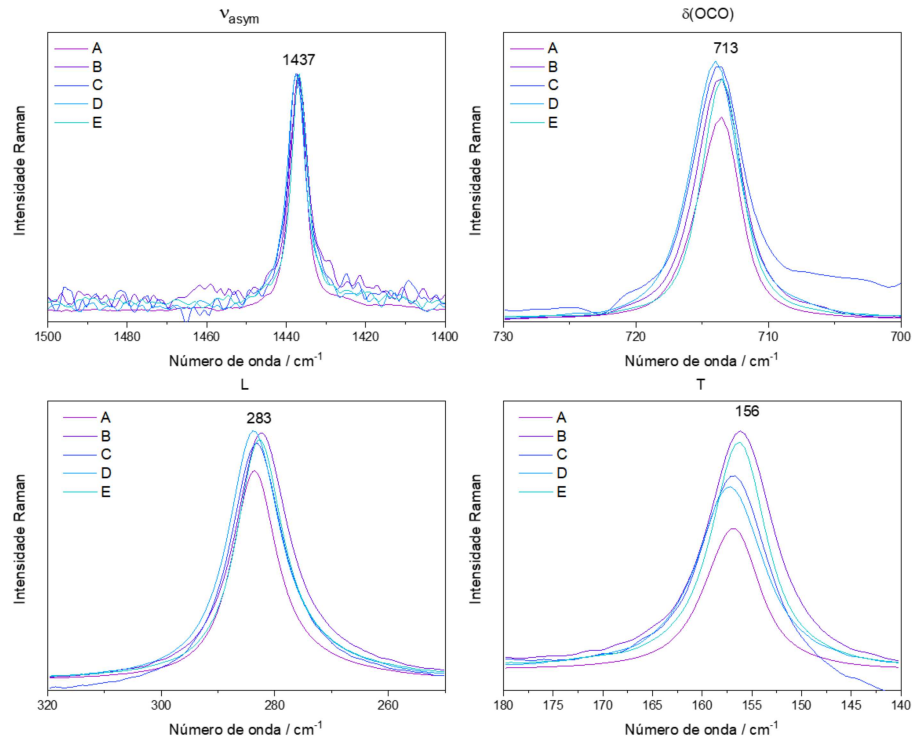 ν_asym
Intensidade Raman
1437
A
B
C
D
E
1500 1480 1460 1440 1420 1400
Número de onda / cm⁻¹
δ(OCO)
Intensidade Raman
713
A
B
C
D
E
730 720 710 700
Número de onda / cm⁻¹
L
Intensidade Raman
283
A
B
C
D
E
320 300 280 260
Número de onda / cm⁻¹
T
Intensidade Raman
156
A
B
C
D
E
180 175 170 165 160 155 150 145 140
Número de onda / cm⁻¹